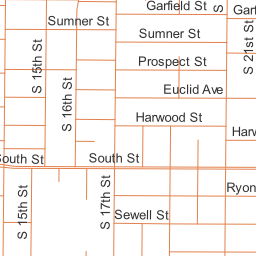 Garfield St
S
Garf
Sumner St
Sumner St
S 21st St
S 15th St
Prospect St
S 16th St
Euclid Ave
Harwood St
Harw
South St
South St
S 15th St
S 17th St
Ryon
Sewell St